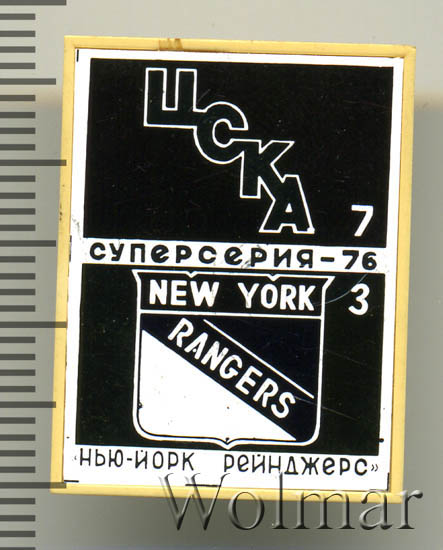 ЦСКА
7
СУПЕРСЕРИЯ-76
3
NEW YORK
RANGERS
«НЬЮ-ЙОРК РЕЙНДЖЕРС»
Wolmar